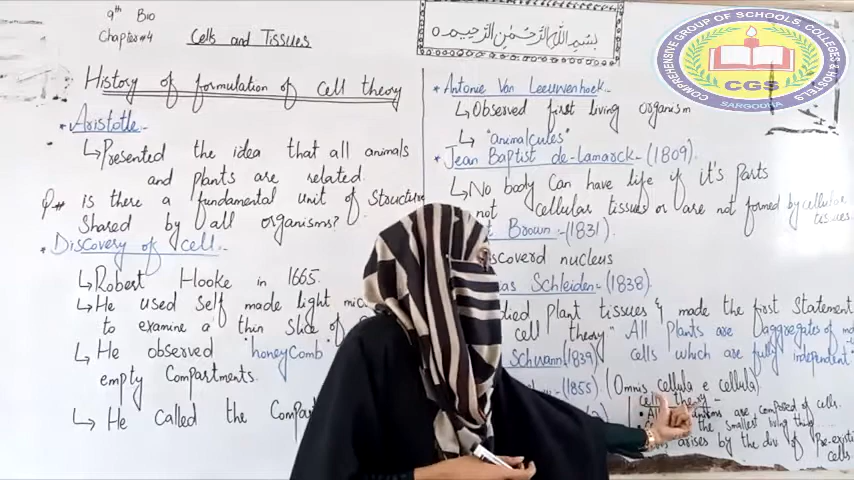 9th Bio
Chapter #4
Cells and Tissues
بسم اللہ الرحمٰن الرحیم
COMPREHENSIVE GROUP OF SCHOOLS, COLLEGES & HOSTELS
CGS
SARGODHA
History of formulation of cell theory
* Aristotle:-
↳ Presented the idea that all animals
and plants are related.
Q# is there a fundamental unit of Structure
Shared by all organisms?
* Discovery of cell:-
↳ Robert Hooke in 1665.
↳ He used self made light
to examine a thin slice of
↳ He observed "honeycomb"
empty compartments.
↳ He called the
* Antonie Van Leeuwenhoek:-
↳ Observed first living organism
↳ "animalcules"
* Jean Baptist de-Lamarck:- (1809).
↳ No body can have life if it's Parts
not cellular tissues or are not formed by cellular
tissues.
Brown:- (1831).
discoverd nucleus
Schleiden:- (1838)
Plant tissues & made the first Statement
cell theory "All Plants are aggregates of
cells which are fully independent"
Schwann (1839)
(1855) (Omnis cellula e cellula)
Cell theory:-
are composed of cells.
the smallest living
arises by the div of Pre-existi
cells